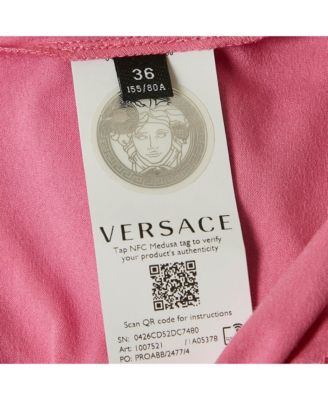 36
155/80A
VERSACE
Tap NFC Medusa tag to verify
your product's authenticity
Scan QR code for instructions
SN: 0426CD52DC7480
Art: 1007521 /1A05378
PO: PROABB/2477/4